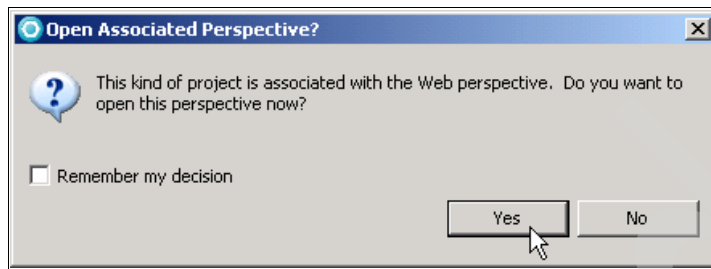 Open Associated Perspective?
This kind of project is associated with the Web perspective.  Do you want to
open this perspective now?
Remember my decision
Yes
No